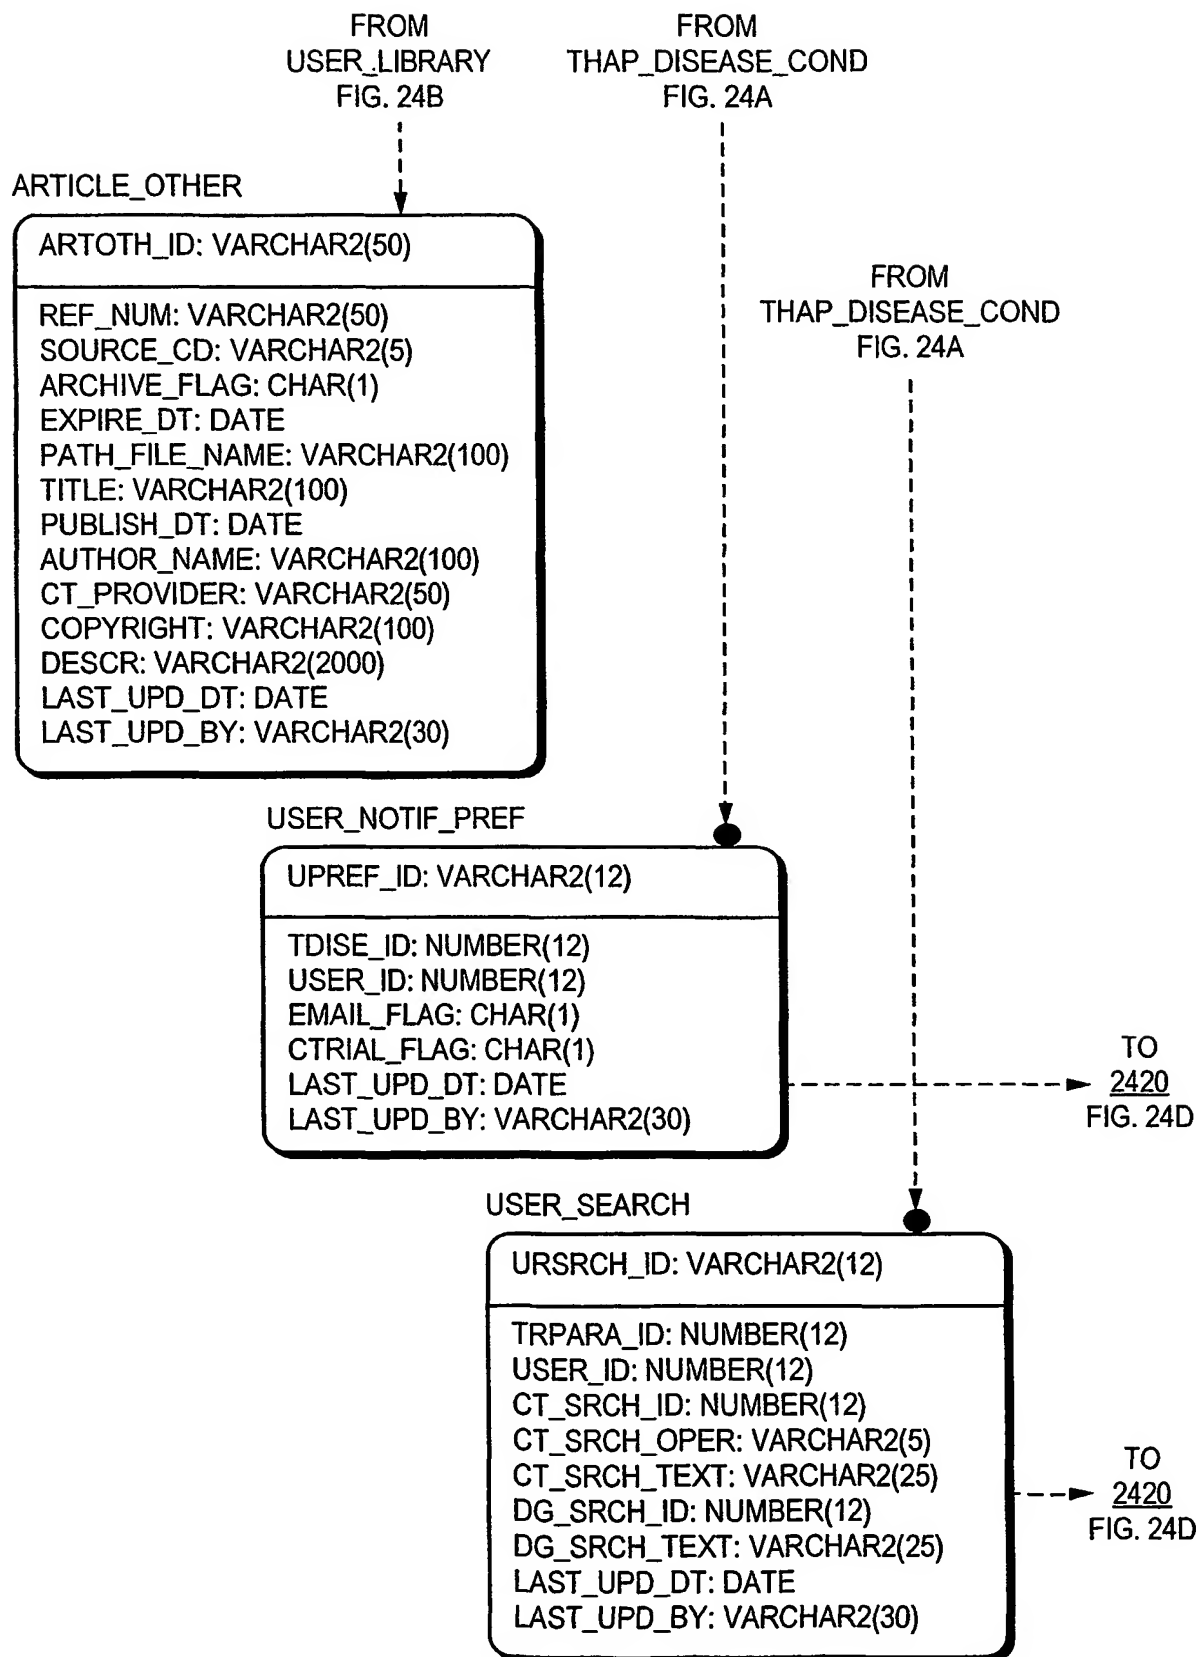 FROM
USER_LIBRARY
FIG. 24B
FROM
THAP_DISEASE_COND
FIG. 24A
ARTICLE_OTHER
ARTOTH_ID: VARCHAR2(50)
REF_NUM: VARCHAR2(50)
SOURCE_CD: VARCHAR2(5)
ARCHIVE_FLAG: CHAR(1)
EXPIRE_DT: DATE
PATH_FILE_NAME: VARCHAR2(100)
TITLE: VARCHAR2(100)
PUBLISH_DT: DATE
AUTHOR_NAME: VARCHAR2(100)
CT_PROVIDER: VARCHAR2(50)
COPYRIGHT: VARCHAR2(100)
DESCR: VARCHAR2(2000)
LAST_UPD_DT: DATE
LAST_UPD_BY: VARCHAR2(30)
FROM
THAP_DISEASE_COND
FIG. 24A
USER_NOTIF_PREF
UPREF_ID: VARCHAR2(12)
TDISE_ID: NUMBER(12)
USER_ID: NUMBER(12)
EMAIL_FLAG: CHAR(1)
CTRIAL_FLAG: CHAR(1)
LAST_UPD_DT: DATE
LAST_UPD_BY: VARCHAR2(30)
TO
2420
FIG. 24D
USER_SEARCH
URSRCH_ID: VARCHAR2(12)
TRPARA_ID: NUMBER(12)
USER_ID: NUMBER(12)
CT_SRCH_ID: NUMBER(12)
CT_SRCH_OPER: VARCHAR2(5)
CT_SRCH_TEXT: VARCHAR2(25)
DG_SRCH_ID: NUMBER(12)
DG_SRCH_TEXT: VARCHAR2(25)
LAST_UPD_DT: DATE
LAST_UPD_BY: VARCHAR2(30)
TO
2420
FIG. 24D